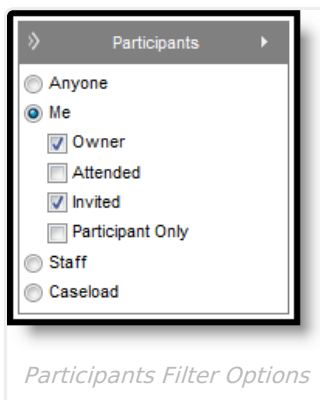 Participants
Anyone
Me
Owner
Attended
Invited
Participant Only
Staff
Caseload
Participants Filter Options